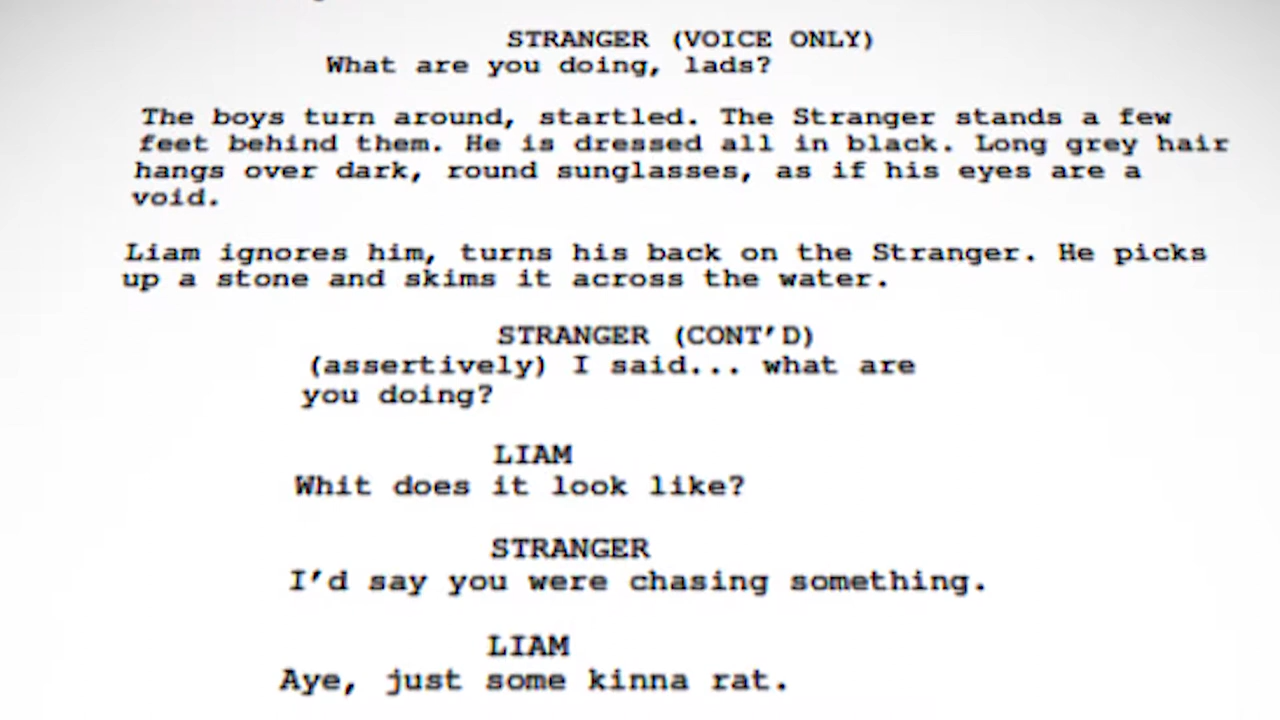 STRANGER (VOICE ONLY)
What are you doing, lads?
The boys turn around, startled. The Stranger stands a few
feet behind them. He is dressed all in black. Long grey hair
hangs over dark, round sunglasses, as if his eyes are a
void.
Liam ignores him, turns his back on the Stranger. He picks
up a stone and skims it across the water.
STRANGER (CONT'D)
(assertively) I said... what are
you doing?
LIAM
Whit does it look like?
STRANGER
I'd say you were chasing something.
LIAM
Aye, just some kinna rat.